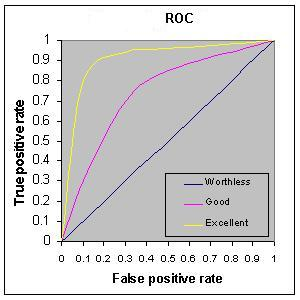 ROC
True positive rate
1
0.9
0.8
0.7
0.6
0.5
0.4
0.3
0.2
0.1
0
0 0.1 0.2 0.3 0.4 0.5 0.6 0.7 0.8 0.9 1
False positive rate
Worthless
Good
Excellent